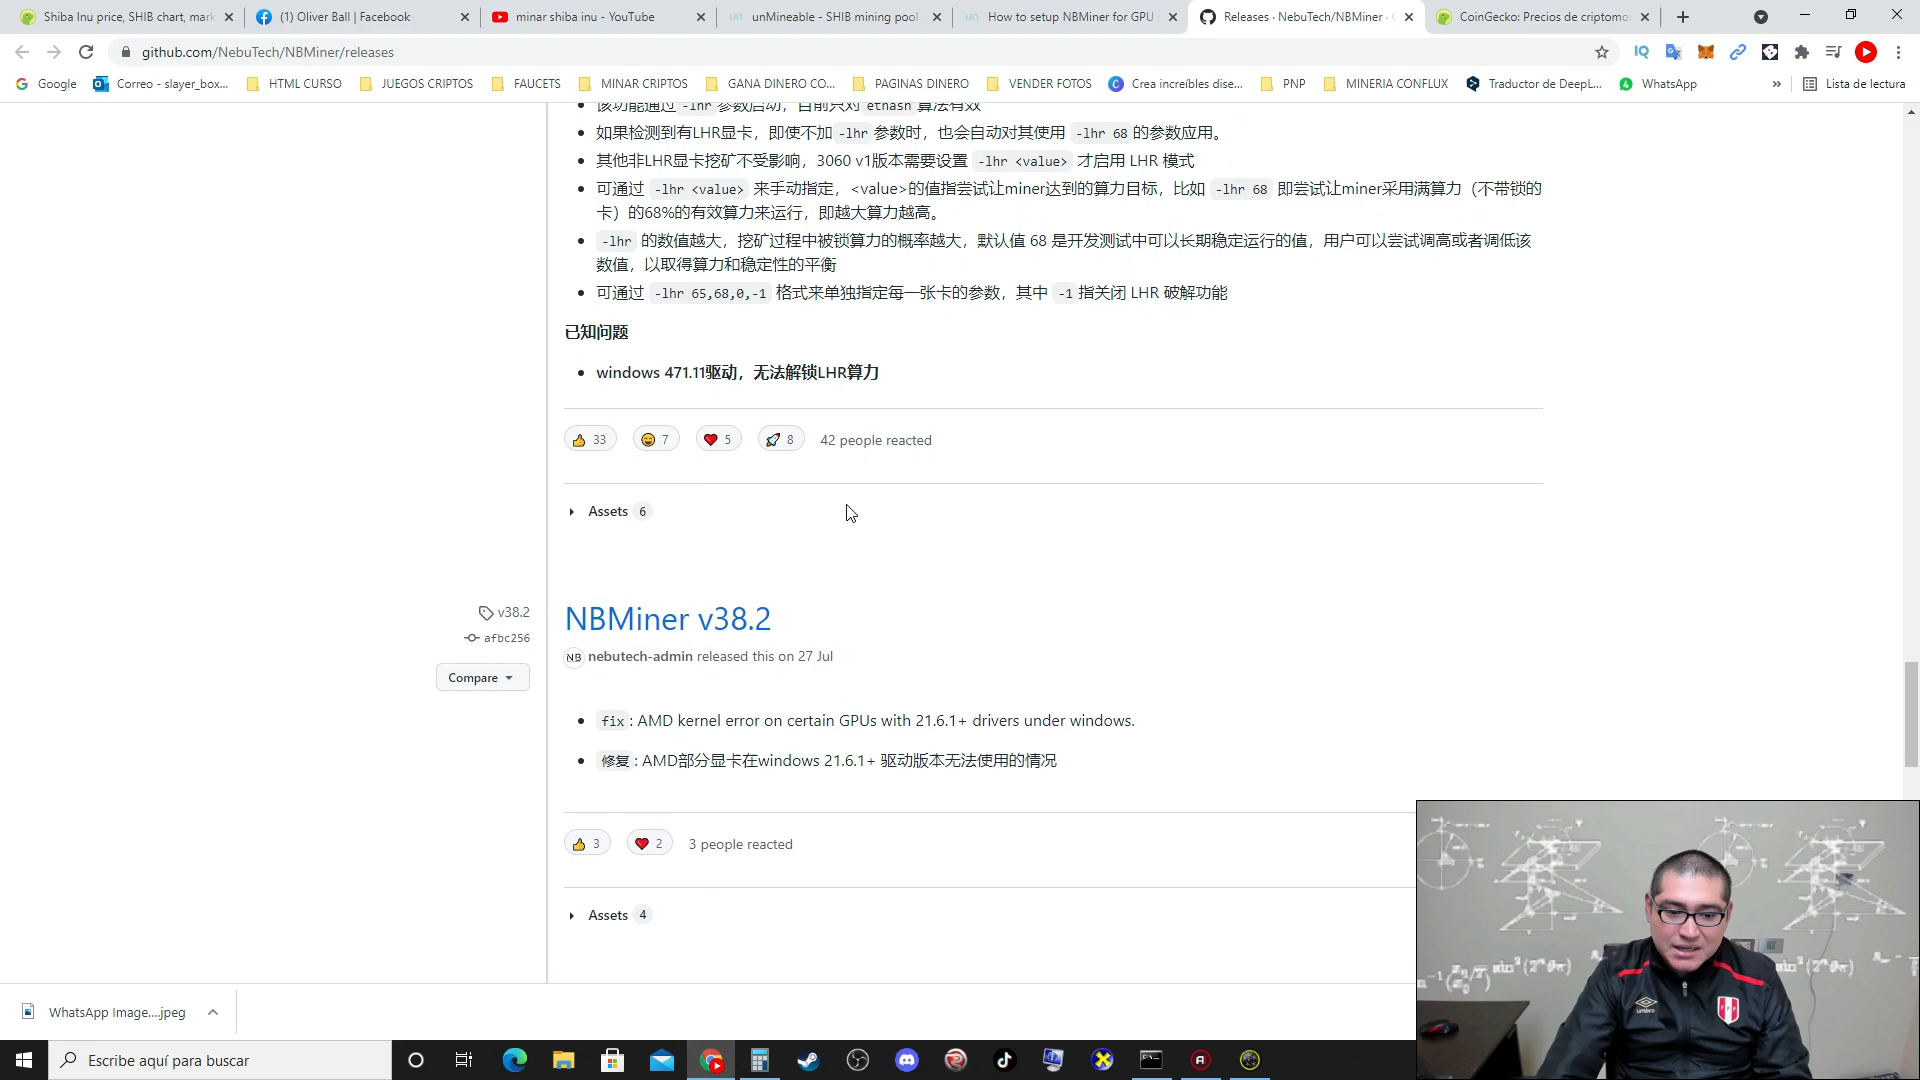 Shiba Inu price, SHIB chart, mark
(1) Oliver Ball | Facebook
minar shiba inu - YouTube
unMineable - SHIB mining pool
How to setup NBMiner for GPU
Releases · NebuTech/NBMiner ·
CoinGecko: Precios de criptomo
github.com/NebuTech/NBMiner/releases
Google
Correo - slayer_box...
HTML CURSO
JUEGOS CRIPTOS
FAUCETS
MINAR CRIPTOS
GANA DINERO CO...
PAGINAS DINERO
VENDER FOTOS
Crea increíbles dise...
PNP
MINERIA CONFLUX
Traductor de DeepL...
WhatsApp
»
Lista de lectura
该功能通过 -lhr 参数启动，目前只对 ethash 算法有效
如果检测到有LHR显卡，即使不加 -lhr 参数时，也会自动对其使用 -lhr 68 的参数应用。
其他非LHR显卡挖矿不受影响，3060 v1版本需要设置 -lhr <value> 才启用 LHR 模式
可通过 -lhr <value> 来手动指定，<value>的值指尝试让miner达到的算力目标，比如 -lhr 68 即尝试让miner采用满算力（不带锁的
卡）的68%的有效算力来运行，即越大算力越高。
-lhr 的数值越大，挖矿过程中被锁算力的概率越大，默认值 68 是开发测试中可以长期稳定运行的值，用户可以尝试调高或者调低该
数值，以取得算力和稳定性的平衡
可通过 -lhr 65,68,0,-1 格式来单独指定每一张卡的参数，其中 -1 指关闭 LHR 破解功能
已知问题
windows 471.11驱动，无法解锁LHR算力
33
7
5
8
42 people reacted
Assets 6
v38.2
afbc256
Compare
NBMiner v38.2
NB nebutech-admin released this on 27 Jul
fix : AMD kernel error on certain GPUs with 21.6.1+ drivers under windows.
修复 : AMD部分显卡在windows 21.6.1+ 驱动版本无法使用的情况
3
2
3 people reacted
Assets 4
WhatsApp Image....jpeg
Escribe aquí para buscar
umbro